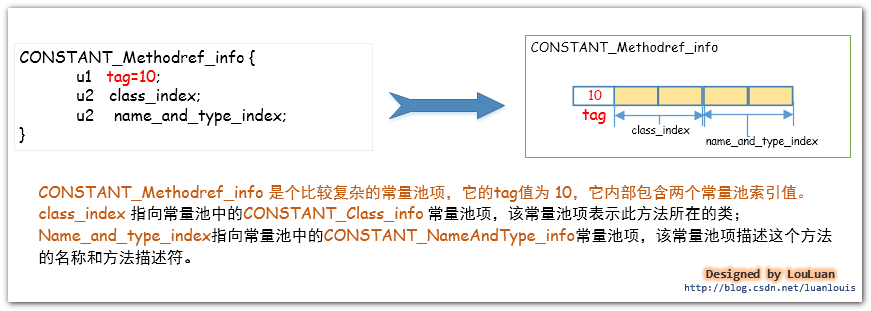 CONSTANT_Methodref_info {
u1 tag=10;
u2 class_index;
u2 name_and_type_index;
}
CONSTANT_Methodref_info
10
tag
class_index
name_and_type_index
CONSTANT_Methodref_info 是个比较复杂的常量池项，它的tag值为 10，它内部包含两个常量池索引值。
class_index 指向常量池中的CONSTANT_Class_info 常量池项，该常量池项表示此方法所在的类；
Name_and_type_index指向常量池中的CONSTANT_NameAndType_info常量池项，该常量池项描述这个方法
的名称和方法描述符。
Designed by LouLuan
http://blog.csdn.net/luanlouis